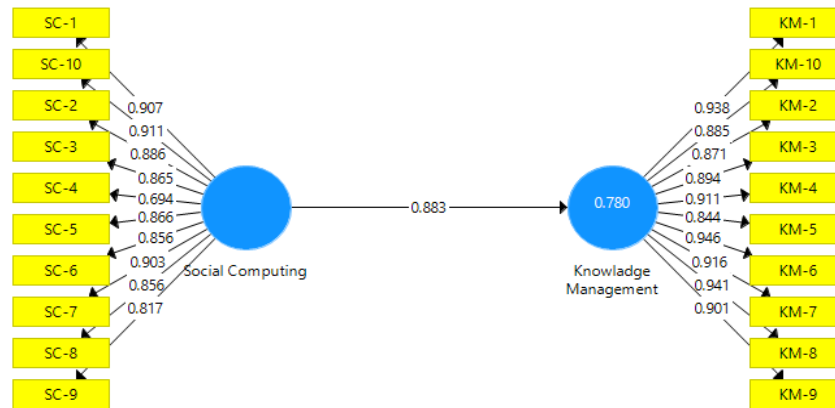 SC-1
SC-10
SC-2
SC-3
SC-4
SC-5
SC-6
SC-7
SC-8
SC-9
0.907
0.911
0.886
0.865
0.694
0.866
0.856
0.903
0.856
0.817
Social Computing
0.883
0.780
Knowladge
Management
0.938
0.885
0.871
0.894
0.911
0.844
0.946
0.916
0.941
0.901
KM-1
KM-10
KM-2
KM-3
KM-4
KM-5
KM-6
KM-7
KM-8
KM-9